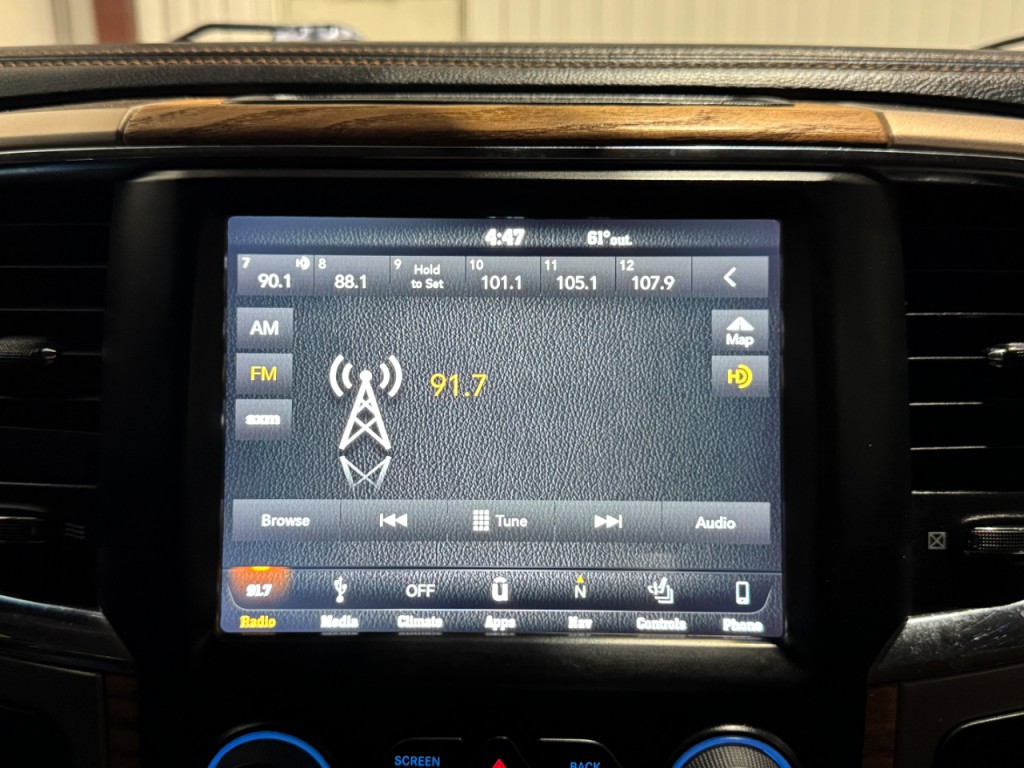 4:47 61° out.
7 90.1 HD 8 88.1 9 Hold to Set 10 101.1 11 105.1 12 107.9
AM
Map
FM 91.7 HD
sxm
Browse Tune Audio
91.7 OFF N
Radio Media Climate Apps Nav Controls Phone
SCREEN BACK